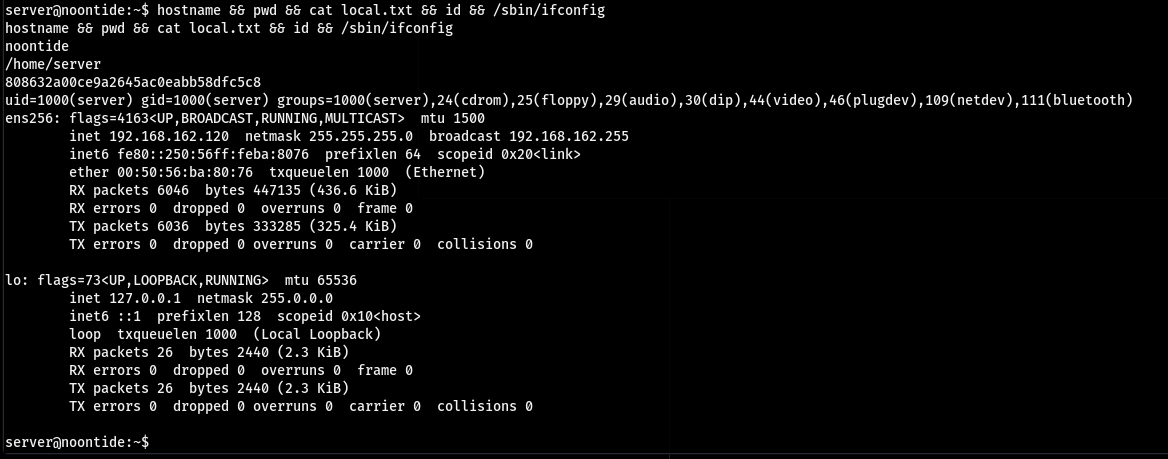 server@noontide:~$ hostname && pwd && cat local.txt && id && /sbin/ifconfig
hostname && pwd && cat local.txt && id && /sbin/ifconfig
noontide
/home/server
808632a00ce9a2645ac0eabb58dfc5c8
uid=1000(server) gid=1000(server) groups=1000(server),24(cdrom),25(floppy),29(audio),30(dip),44(video),46(plugdev),109(netdev),111(bluetooth)
ens256: flags=4163<UP,BROADCAST,RUNNING,MULTICAST>  mtu 1500
        inet 192.168.162.120  netmask 255.255.255.0  broadcast 192.168.162.255
        inet6 fe80::250:56ff:feba:8076  prefixlen 64  scopeid 0x20<link>
        ether 00:50:56:ba:80:76  txqueuelen 1000  (Ethernet)
        RX packets 6046  bytes 447135 (436.6 KiB)
        RX errors 0  dropped 0  overruns 0  frame 0
        TX packets 6036  bytes 333285 (325.4 KiB)
        TX errors 0  dropped 0 overruns 0  carrier 0  collisions 0

lo: flags=73<UP,LOOPBACK,RUNNING>  mtu 65536
        inet 127.0.0.1  netmask 255.0.0.0
        inet6 ::1  prefixlen 128  scopeid 0x10<host>
        loop  txqueuelen 1000  (Local Loopback)
        RX packets 26  bytes 2440 (2.3 KiB)
        RX errors 0  dropped 0  overruns 0  frame 0
        TX packets 26  bytes 2440 (2.3 KiB)
        TX errors 0  dropped 0 overruns 0  carrier 0  collisions 0

server@noontide:~$